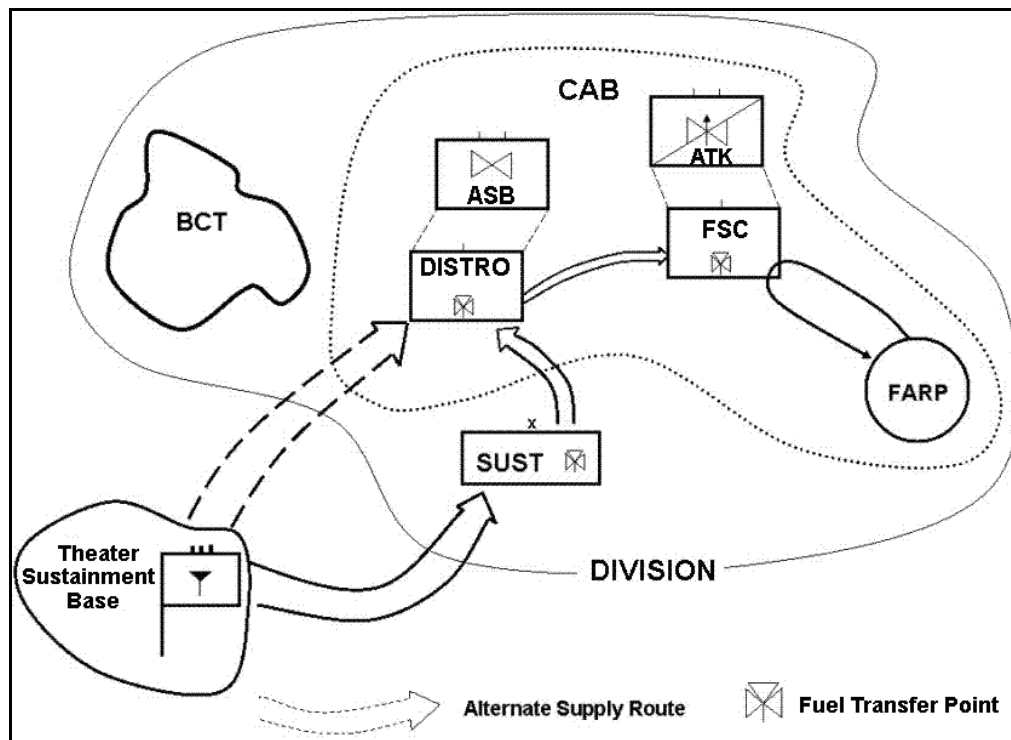 CAB
ATK
ASB
BCT
FSC
DISTRO
FARP
x
SUST
Theater
Sustainment
Base
DIVISION
Alternate Supply Route
Fuel Transfer Point